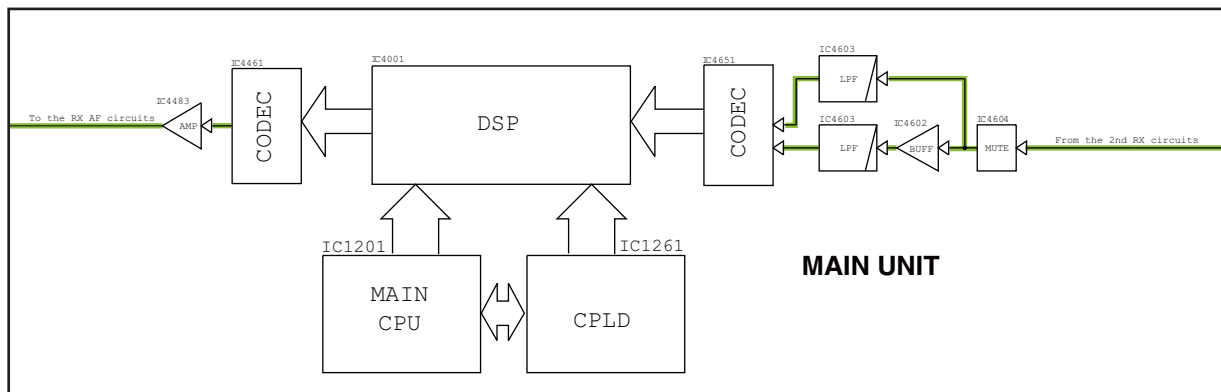 IC4461
IC4001
IC4651
IC4603
IC4483
IC4603
IC4602
IC4604
To the RX AF circuits
AMP
CODEC
DSP
CODEC
LPF
LPF
BUFF
MUTE
From the 2nd RX circuits
IC1201
IC1261
MAIN
CPU
CPLD
MAIN UNIT